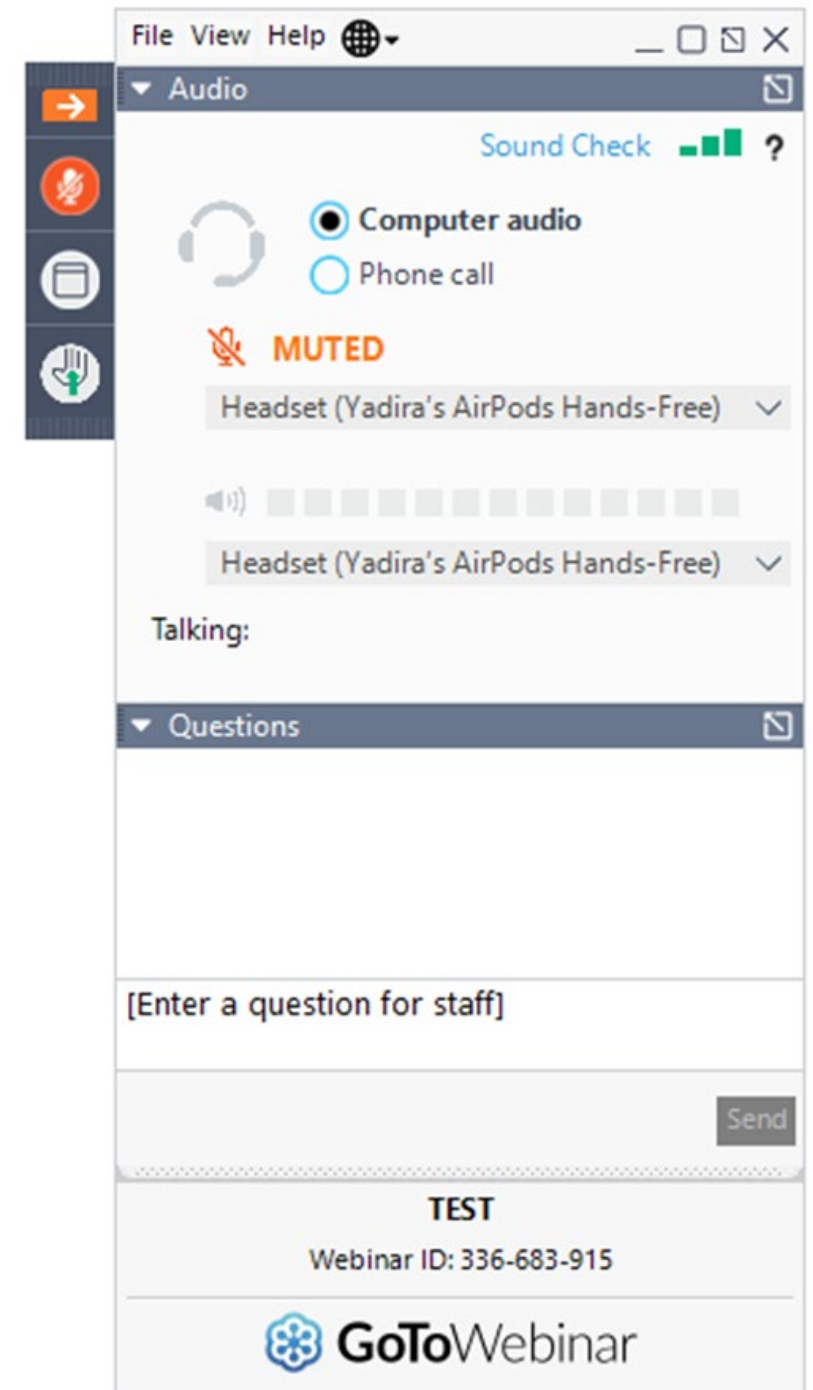 File View Help
Audio
Sound Check ?
Computer audio
Phone call
MUTED
Headset (Yadira's AirPods Hands-Free)
Headset (Yadira's AirPods Hands-Free)
Talking:
Questions
[Enter a question for staff]
Send
TEST
Webinar ID: 336-683-915
GoToWebinar